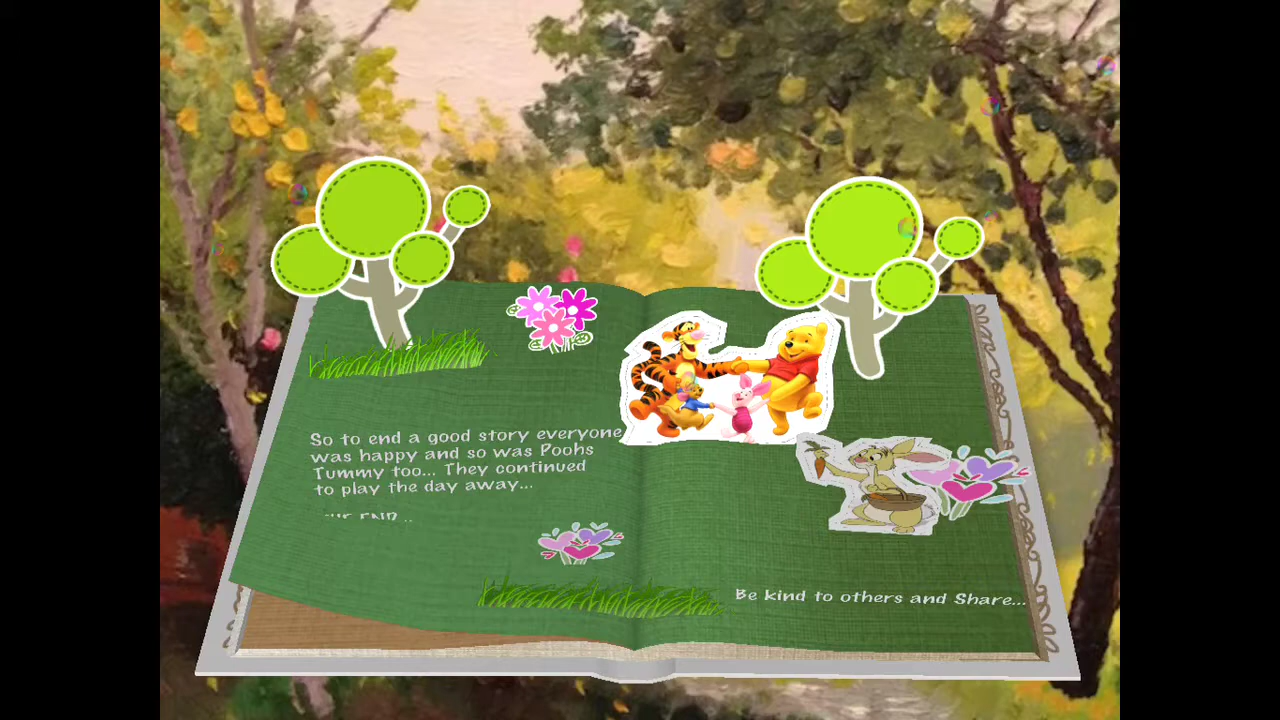 So to end a good story everyone
was happy and so was Poohs
Tummy too... They continued
to play the day away...
END ..
Be kind to others and Share...